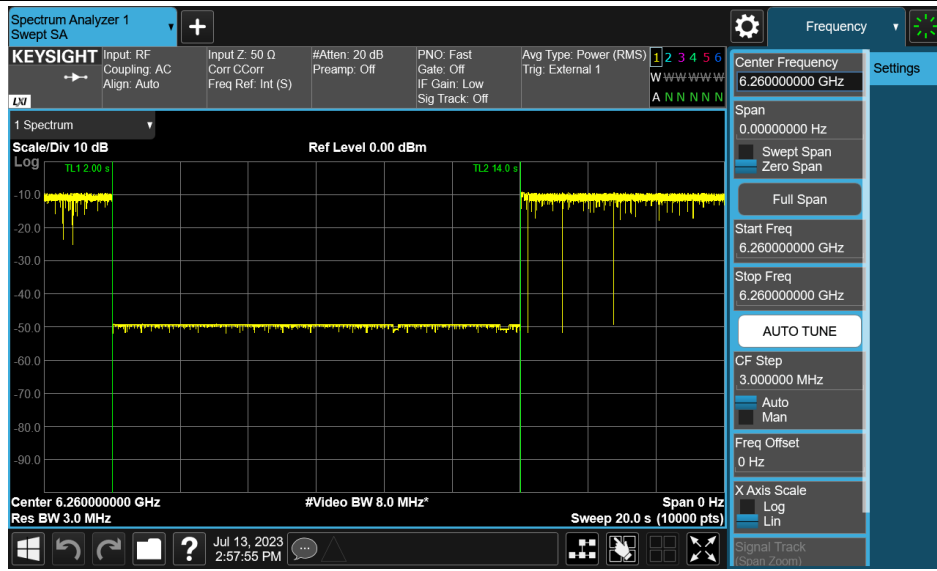 Spectrum Analyzer 1
Swept SA
Frequency
KEYSIGHT
Input: RF
Coupling: AC
Align: Auto
Input Z: 50 Ω
Corr CCorr
Freq Ref: Int (S)
#Atten: 20 dB
Preamp: Off
PNO: Fast
Gate: Off
IF Gain: Low
Sig Track: Off
Avg Type: Power (RMS)
Trig: External 1
1 2 3 4 5 6
W W W W W W
A N N N N N
LXI
Center Frequency
6.260000000 GHz
Settings
Span
0.00000000 Hz
Swept Span
Zero Span
Full Span
Start Freq
6.260000000 GHz
Stop Freq
6.260000000 GHz
AUTO TUNE
CF Step
3.000000 MHz
Auto
Man
Freq Offset
0 Hz
X Axis Scale
Log
Lin
Signal Track
(Span Zoom)
1 Spectrum
Scale/Div 10 dB
Ref Level 0.00 dBm
Log
TL1 2.00 s
TL2 14.0 s
-10.0
-20.0
-30.0
-40.0
-50.0
-60.0
-70.0
-80.0
-90.0
Center 6.260000000 GHz
#Video BW 8.0 MHz*
Span 0 Hz
Res BW 3.0 MHz
Sweep 20.0 s (10000 pts)
Jul 13, 2023
2:57:55 PM